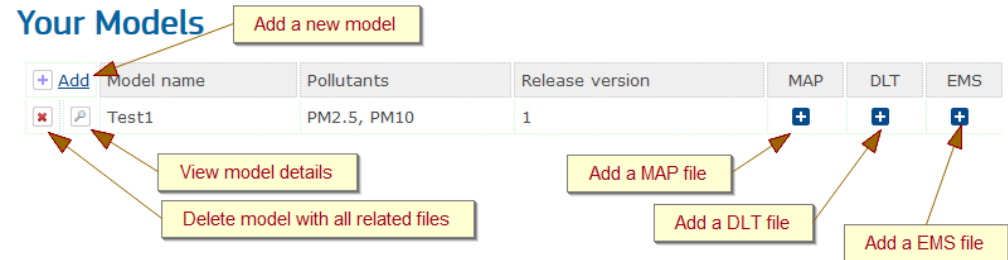 Your Models
Add a new model
Add Model name Pollutants Release version MAP DLT EMS
Test1 PM2.5, PM10 1
View model details
Add a MAP file
Delete model with all related files
Add a DLT file
Add a EMS file